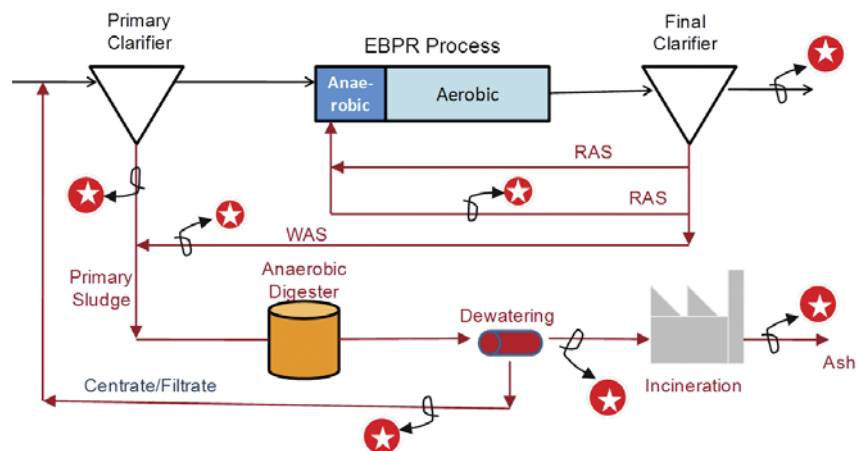 Primary
Clarifier
EBPR Process
Final
Clarifier
Anae-
robic
Aerobic
RAS
RAS
WAS
Primary
Sludge
Anaerobic
Digester
Dewatering
Incineration
Ash
Centrate/Filtrate